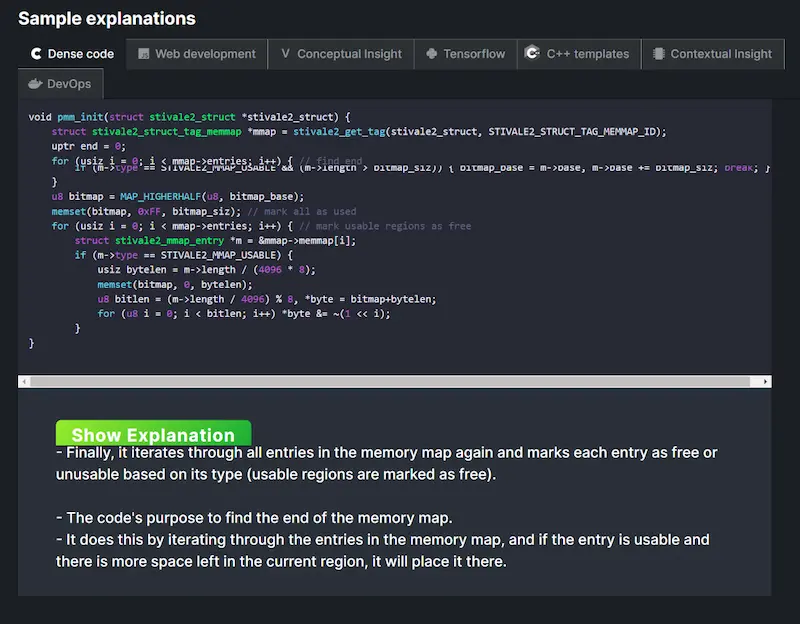 Sample explanations
Dense code
Web development
Conceptual Insight
Tensorflow
C++ templates
Contextual Insight
DevOps
void pmm_init(struct stivale2_struct *stivale2_struct) {
    struct stivale2_struct_tag_memmap *mmap = stivale2_get_tag(stivale2_struct, STIVALE2_STRUCT_TAG_MEMMAP_ID);
    uptr end = 0;
    for (usiz i = 0; i < mmap->entries; i++) { // find end
        if (m->type == STIVALE2_MMAP_USABLE && (m->length > bitmap_siz)) { bitmap_base = m->base, m->base += bitmap_siz; break; }
    }
    u8 bitmap = MAP_HIGHERHALF(u8, bitmap_base);
    memset(bitmap, 0xFF, bitmap_siz); // mark all as used
    for (usiz i = 0; i < mmap->entries; i++) { // mark usable regions as free
        struct stivale2_mmap_entry *m = &mmap->memmap[i];
        if (m->type == STIVALE2_MMAP_USABLE) {
            usiz bytelen = m->length / (4096 * 8);
            memset(bitmap, 0, bytelen);
            u8 bitlen = (m->length / 4096) % 8, *byte = bitmap+bytelen;
            for (u8 i = 0; i < bitlen; i++) *byte &= ~(1 << i);
        }
    }
}
Show Explanation
- Finally, it iterates through all entries in the memory map again and marks each entry as free or
unusable based on its type (usable regions are marked as free).
- The code's purpose to find the end of the memory map.
- It does this by iterating through the entries in the memory map, and if the entry is usable and
there is more space left in the current region, it will place it there.